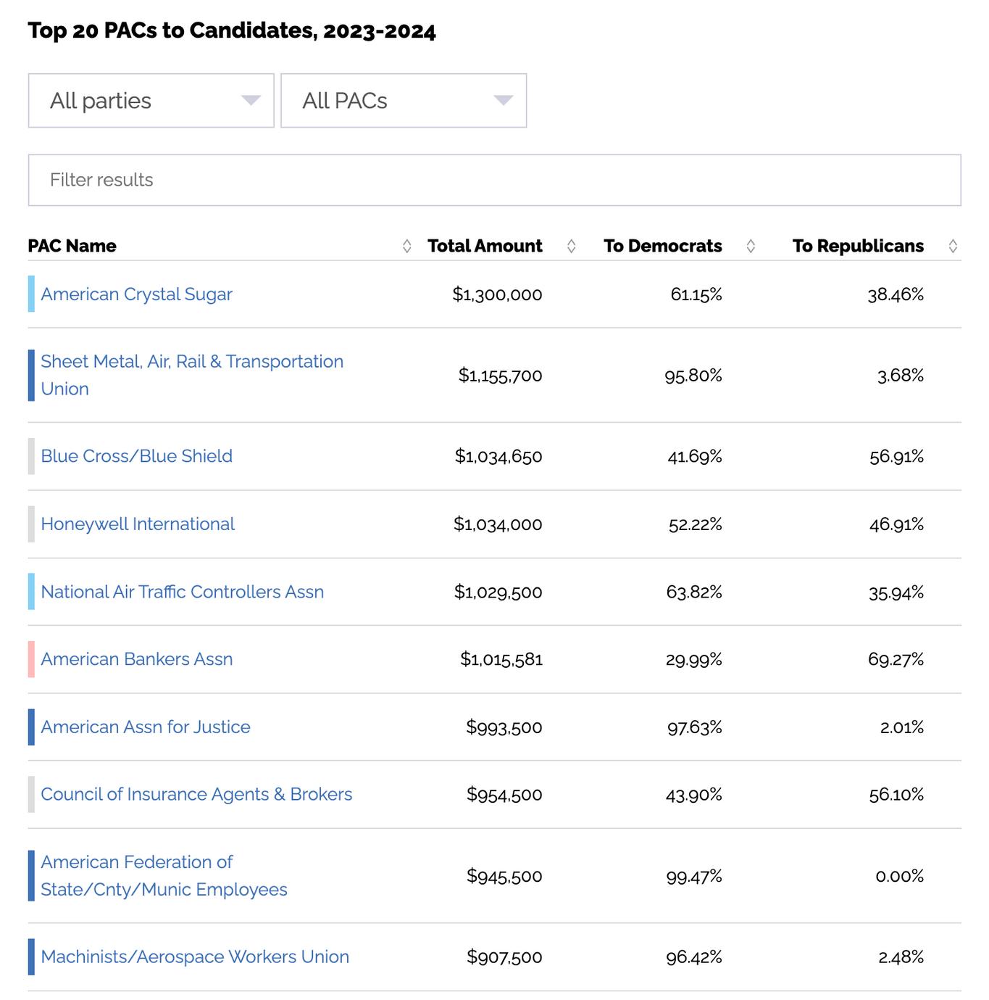 Top 20 PACs to Candidates, 2023-2024
All parties All PACs
Filter results
PAC Name Total Amount To Democrats To Republicans
American Crystal Sugar $1,300,000 61.15% 38.46%
Sheet Metal, Air, Rail & Transportation
Union $1,155,700 95.80% 3.68%
Blue Cross/Blue Shield $1,034,650 41.69% 56.91%
Honeywell International $1,034,000 52.22% 46.91%
National Air Traffic Controllers Assn $1,029,500 63.82% 35.94%
American Bankers Assn $1,015,581 29.99% 69.27%
American Assn for Justice $993,500 97.63% 2.01%
Council of Insurance Agents & Brokers $954,500 43.90% 56.10%
American Federation of
State/Cnty/Munic Employees $945,500 99.47% 0.00%
Machinists/Aerospace Workers Union $907,500 96.42% 2.48%